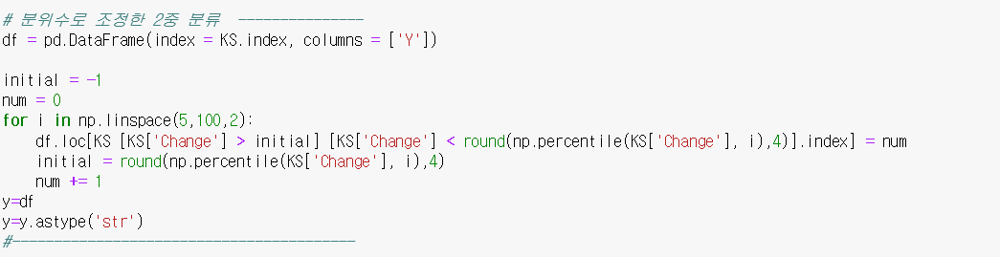 # 분위수로 조정한 2중 분류  ---------------
df = pd.DataFrame(index = KS.index, columns = ['Y'])
initial = -1
num = 0
for i in np.linspace(5,100,2):
    df.loc[KS [KS['Change'] > initial] [KS['Change'] < round(np.percentile(KS['Change'], i),4)].index] = num
    initial = round(np.percentile(KS['Change'], i),4)
    num += 1
y=df
y=y.astype('str')
#-----------------------------------------